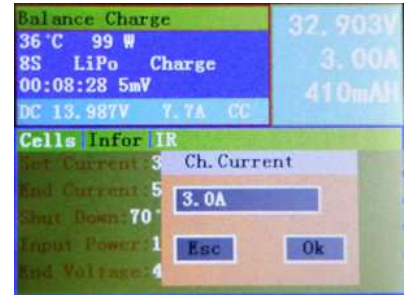 Balance Charge
36°C 99 W
8S LiPo Charge
00:08:28 5mV
DC 13.987V 7.7A CC
32.903V
3.00A
410mAH
Cells Infor IR
Set Current:3
End Current:5
Shut Down:70°
Input Power:1
End Voltage:4
Ch. Current
3.0A
Esc Ok